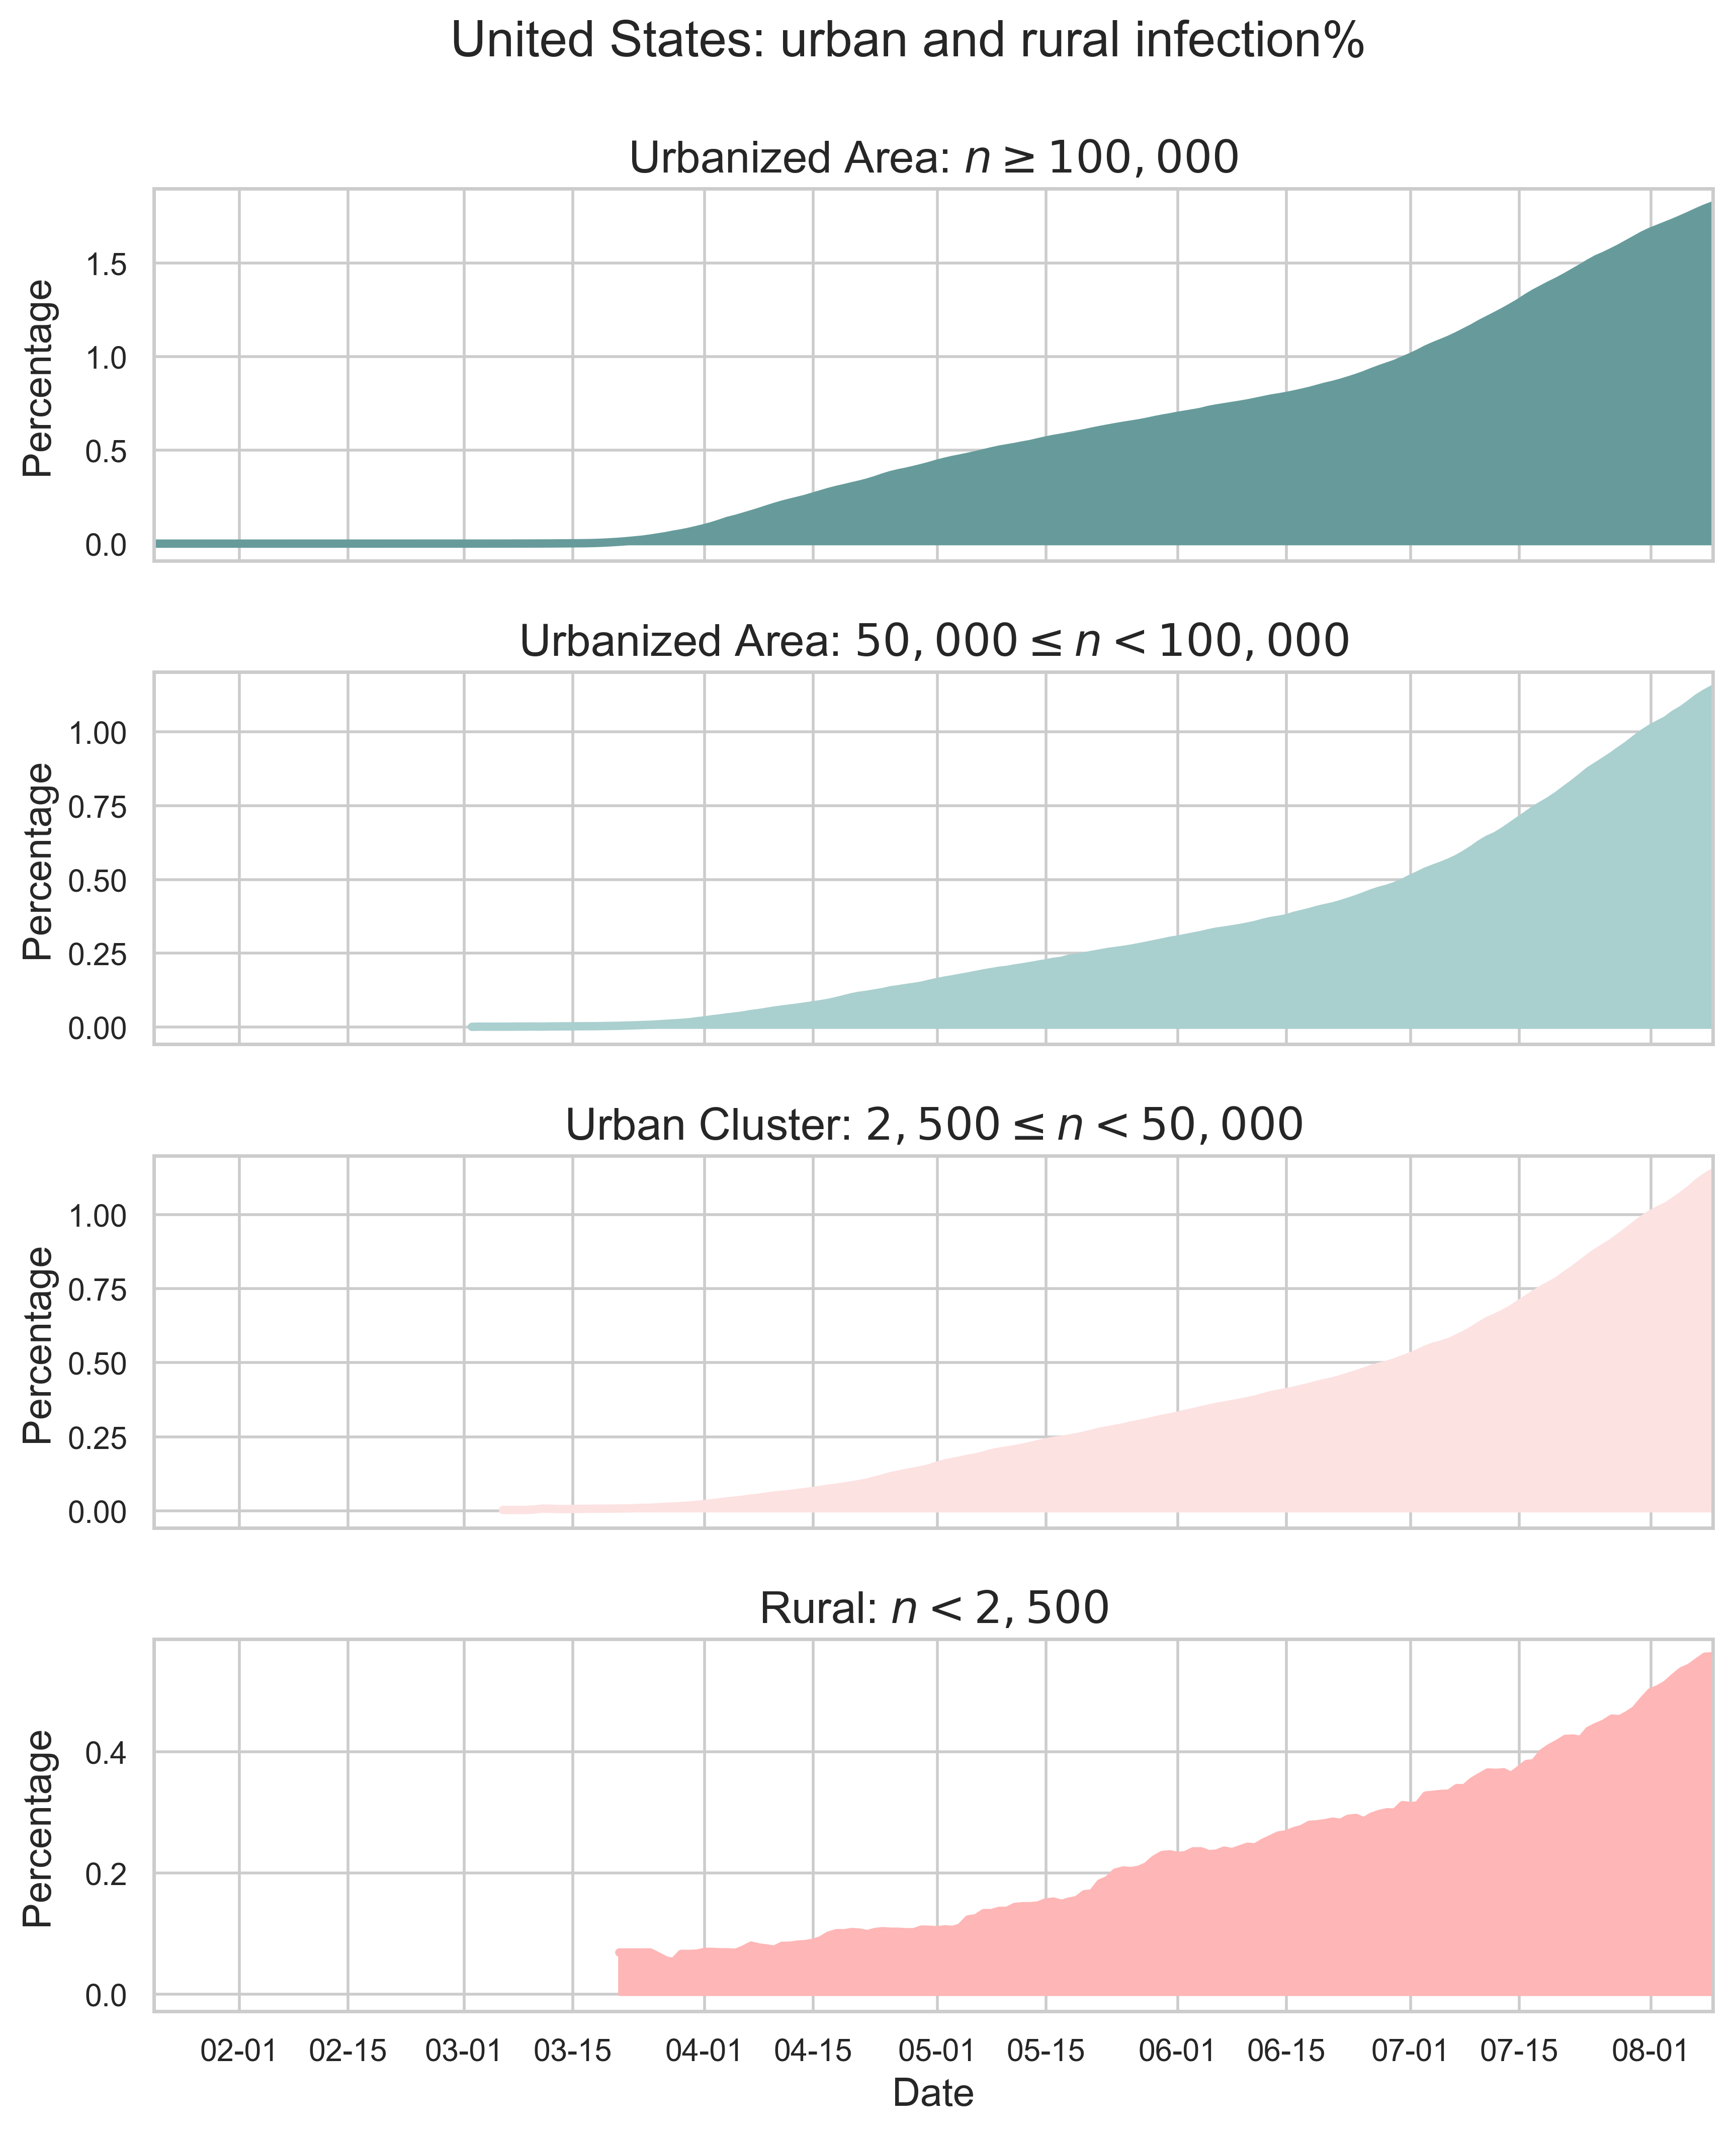 United States: urban and rural infection%
Urbanized Area: n ≥ 100,000
Percentage
1.5
1.0
0.5
0.0
Urbanized Area: 50,000 ≤ n < 100,000
Percentage
1.00
0.75
0.50
0.25
0.00
Urban Cluster: 2,500 ≤ n < 50,000
Percentage
1.00
0.75
0.50
0.25
0.00
Rural: n < 2,500
Percentage
0.4
0.2
0.0
02-01 02-15 03-01 03-15 04-01 04-15 05-01 05-15 06-01 06-15 07-01 07-15 08-01
Date